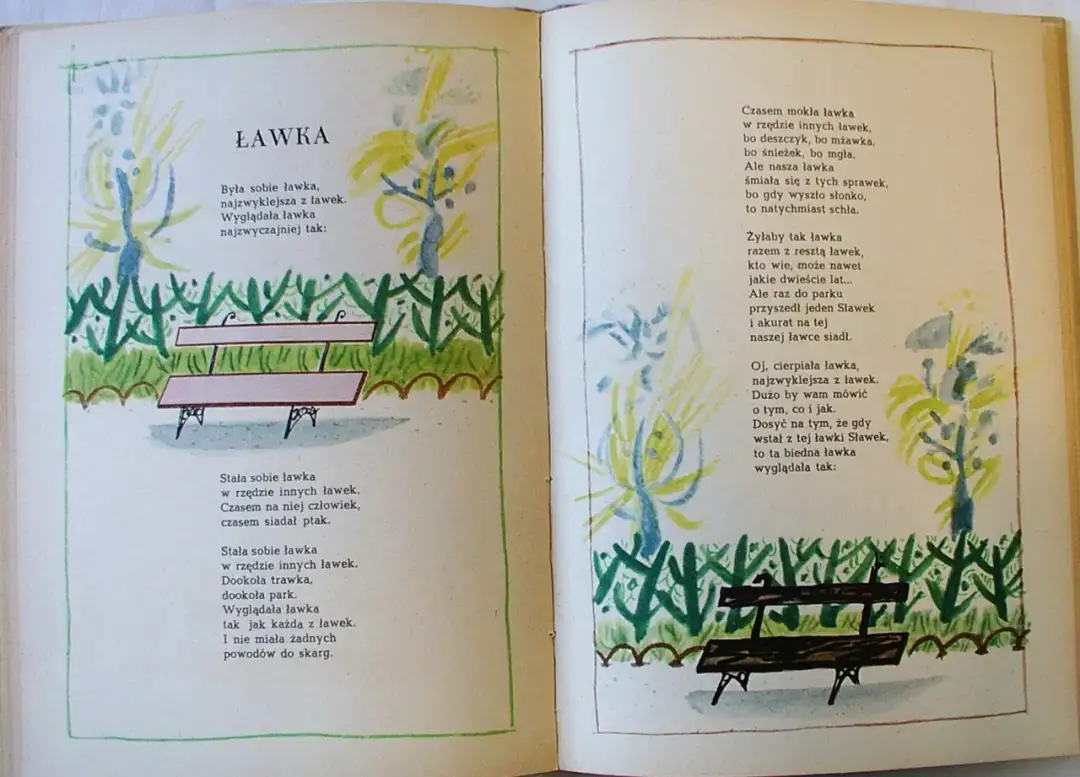 ŁAWKA
Była sobie ławka,
najzwyklejsza z ławek.
Wyglądała ławka
najzwyczajniej tak:
Stała sobie ławka
w rzędzie innych ławek.
Czasem na niej człowiek,
czasem siadał ptak.
Stała sobie ławka
w rzędzie innych ławek.
Dookoła trawka,
dookoła park.
Wyglądała ławka
tak jak każda z ławek.
I nie miała żadnych
powodów do skarg.
Czasem mokła ławka
w rzędzie innych ławek,
bo deszczyk, bo mżawka,
bo śnieżek, bo mgła.
Ale nasza ławka
śmiała się z tych sprawek,
bo gdy wyszło słonko,
to natychmiast schła.
Żyłaby tak ławka
razem z resztą ławek,
kto wie, może nawet
jakie dwieście lat...
Ale raz do parku
przyszedł jeden Sławek
i akurat na tej
naszej ławce siadł.
Oj, cierpiała ławka,
najzwyklejsza z ławek.
Dużo by wam mówić
o tym, co i jak.
Dosyć na tym, że gdy
wstał z tej ławki Sławek,
to ta biedna ławka
wyglądała tak: